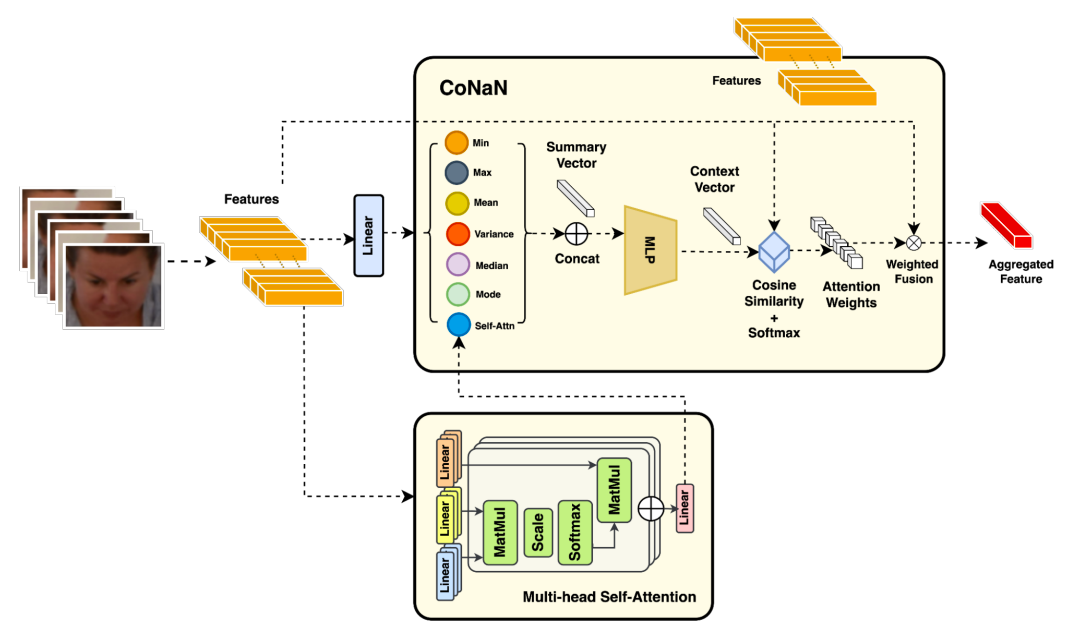 Features
CoNaN
Min
Max
Mean
Variance
Median
Mode
Self-Attn
Summary
Vector
Concat
Context
Vector
MLP
Features
Linear
Cosine
Similarity
+
Softmax
Attention
Weights
Weighted
Fusion
Aggregated
Feature
Linear
Linear
Linear
MatMul
Scale
Softmax
MatMul
Linear
Multi-head Self-Attention